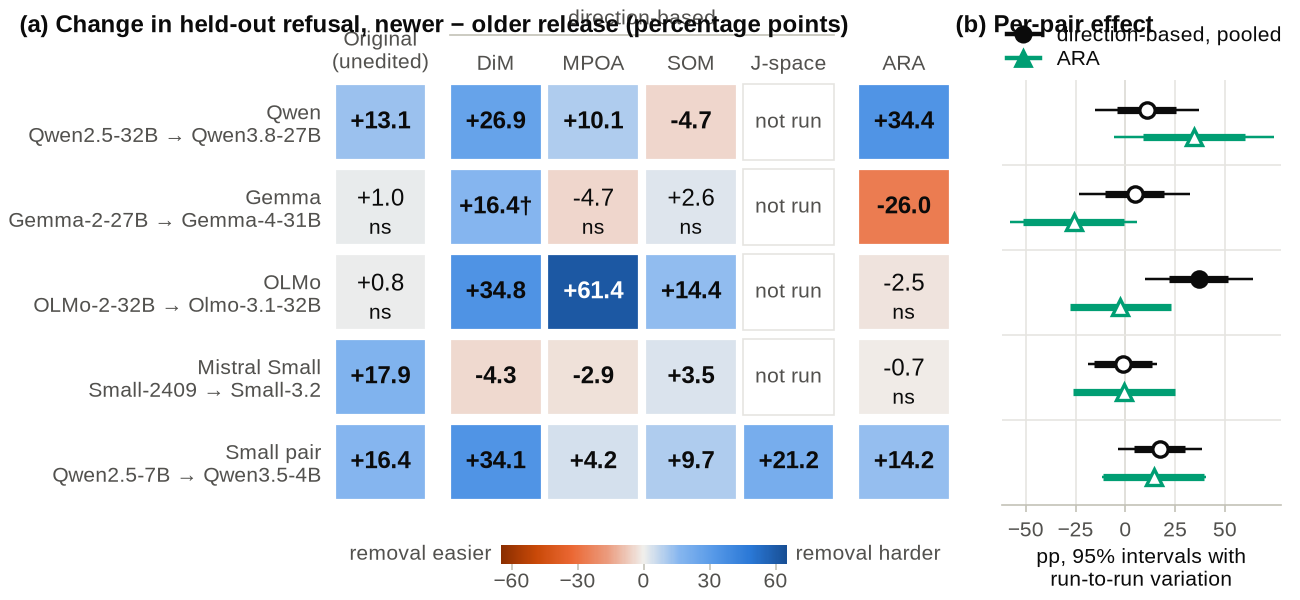 (a) Change in held-out refusal, newer − older release (percentage points)
direction-based
Original
(unedited)
DiM
MPOA
SOM
J-space
ARA
Qwen
Qwen2.5-32B → Qwen3.8-27B
+13.1
+26.9
+10.1
-4.7
not run
+34.4
Gemma
Gemma-2-27B → Gemma-4-31B
+1.0
ns
+16.4†
-4.7
ns
+2.6
ns
not run
-26.0
OLMo
OLMo-2-32B → Olmo-3.1-32B
+0.8
ns
+34.8
+61.4
+14.4
not run
-2.5
ns
Mistral Small
Small-2409 → Small-3.2
+17.9
-4.3
-2.9
+3.5
not run
-0.7
ns
Small pair
Qwen2.5-7B → Qwen3.5-4B
+16.4
+34.1
+4.2
+9.7
+21.2
+14.2
removal easier
removal harder
−60 −30 0 30 60
(b) Per-pair effect
direction-based, pooled
ARA
−50 −25 0 25 50
pp, 95% intervals with
run-to-run variation